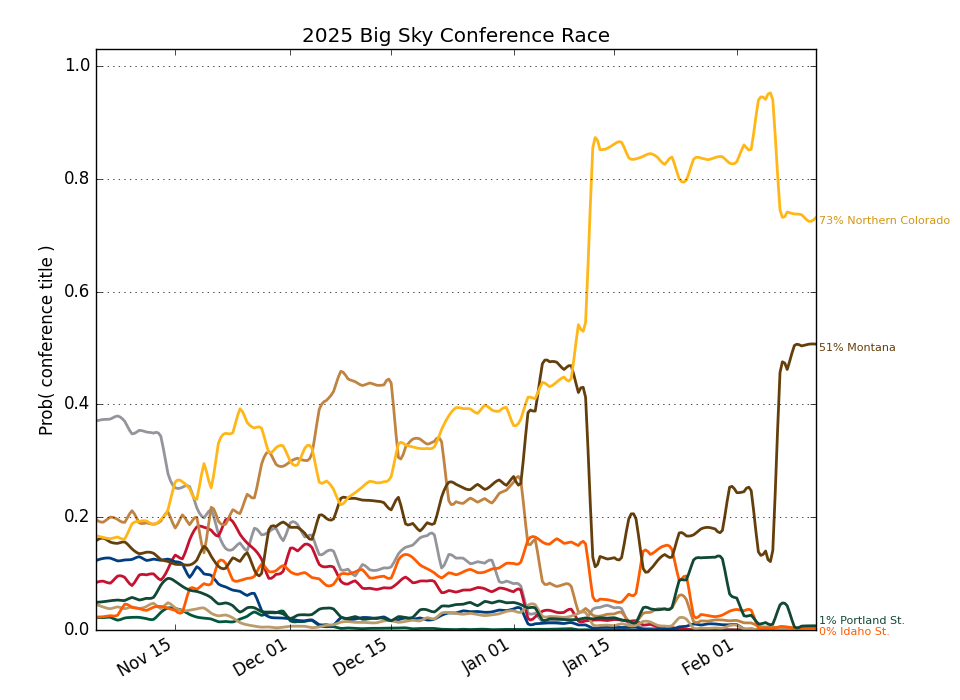 2025 Big Sky Conference Race
Prob( conference title )
1.0
0.8
0.6
0.4
0.2
0.0
73% Northern Colorado
51% Montana
1% Portland St.
0% Idaho St.
Nov 15
Dec 01
Dec 15
Jan 01
Jan 15
Feb 01